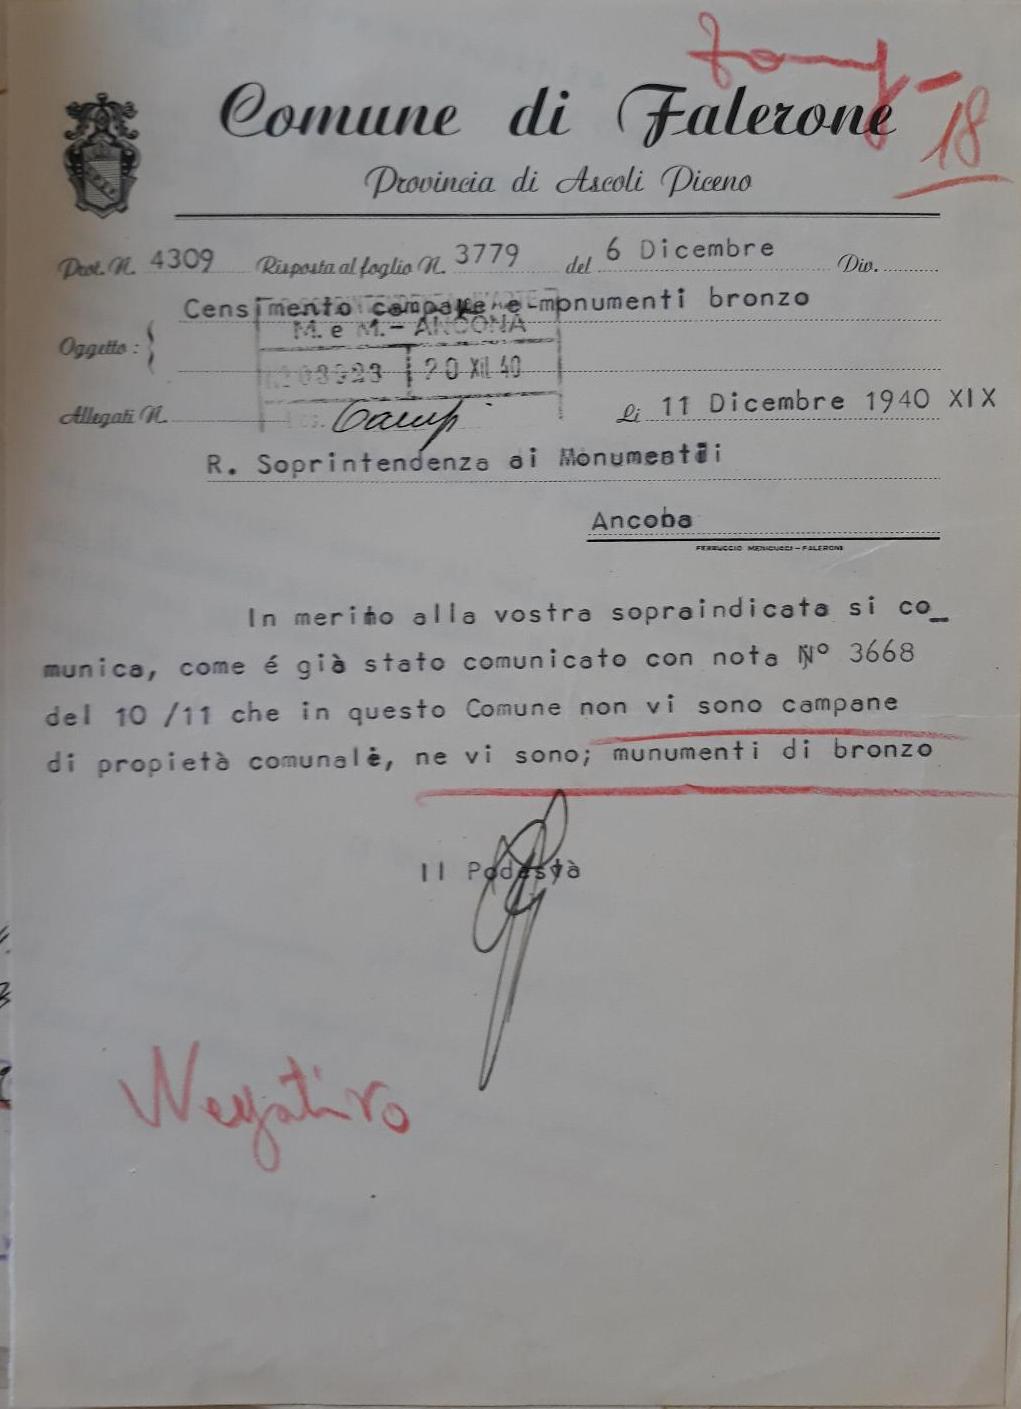 Comune di Falerone
18
Provincia di Ascoli Piceno
Prot. N. 4309 Risposta al foglio N. 3779 del 6 Dicembre Div.
Censimento campane e monumenti bronzo
M. e M. - ANCONA
Oggetto:
20 XII 40
Allegati N.
Camp
Li 11 Dicembre 1940 XIX
R. Soprintendenza ai Monumenti
Ancoba
FERRUCCIO MENICUCCI - FALERONE
In merito alla vostra sopraindicata si co_
munica, come é già stato comunicato con nota N° 3668
del 10 /11 che in questo Comune non vi sono campane
di propietà comunale, ne vi sono; munumenti di bronzo
Il Podestà
Negativo